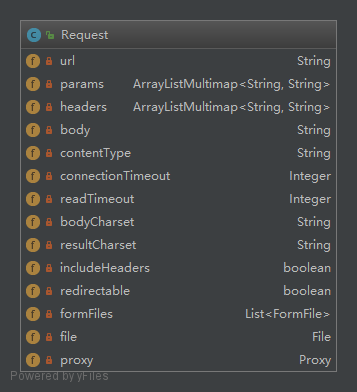 Request
url String
params ArrayListMultimap<String, String>
headers ArrayListMultimap<String, String>
body String
contentType String
connectionTimeout Integer
readTimeout Integer
bodyCharset String
resultCharset String
includeHeaders boolean
redirectable boolean
formFiles List<FormFile>
file File
proxy Proxy
Powered by yFiles